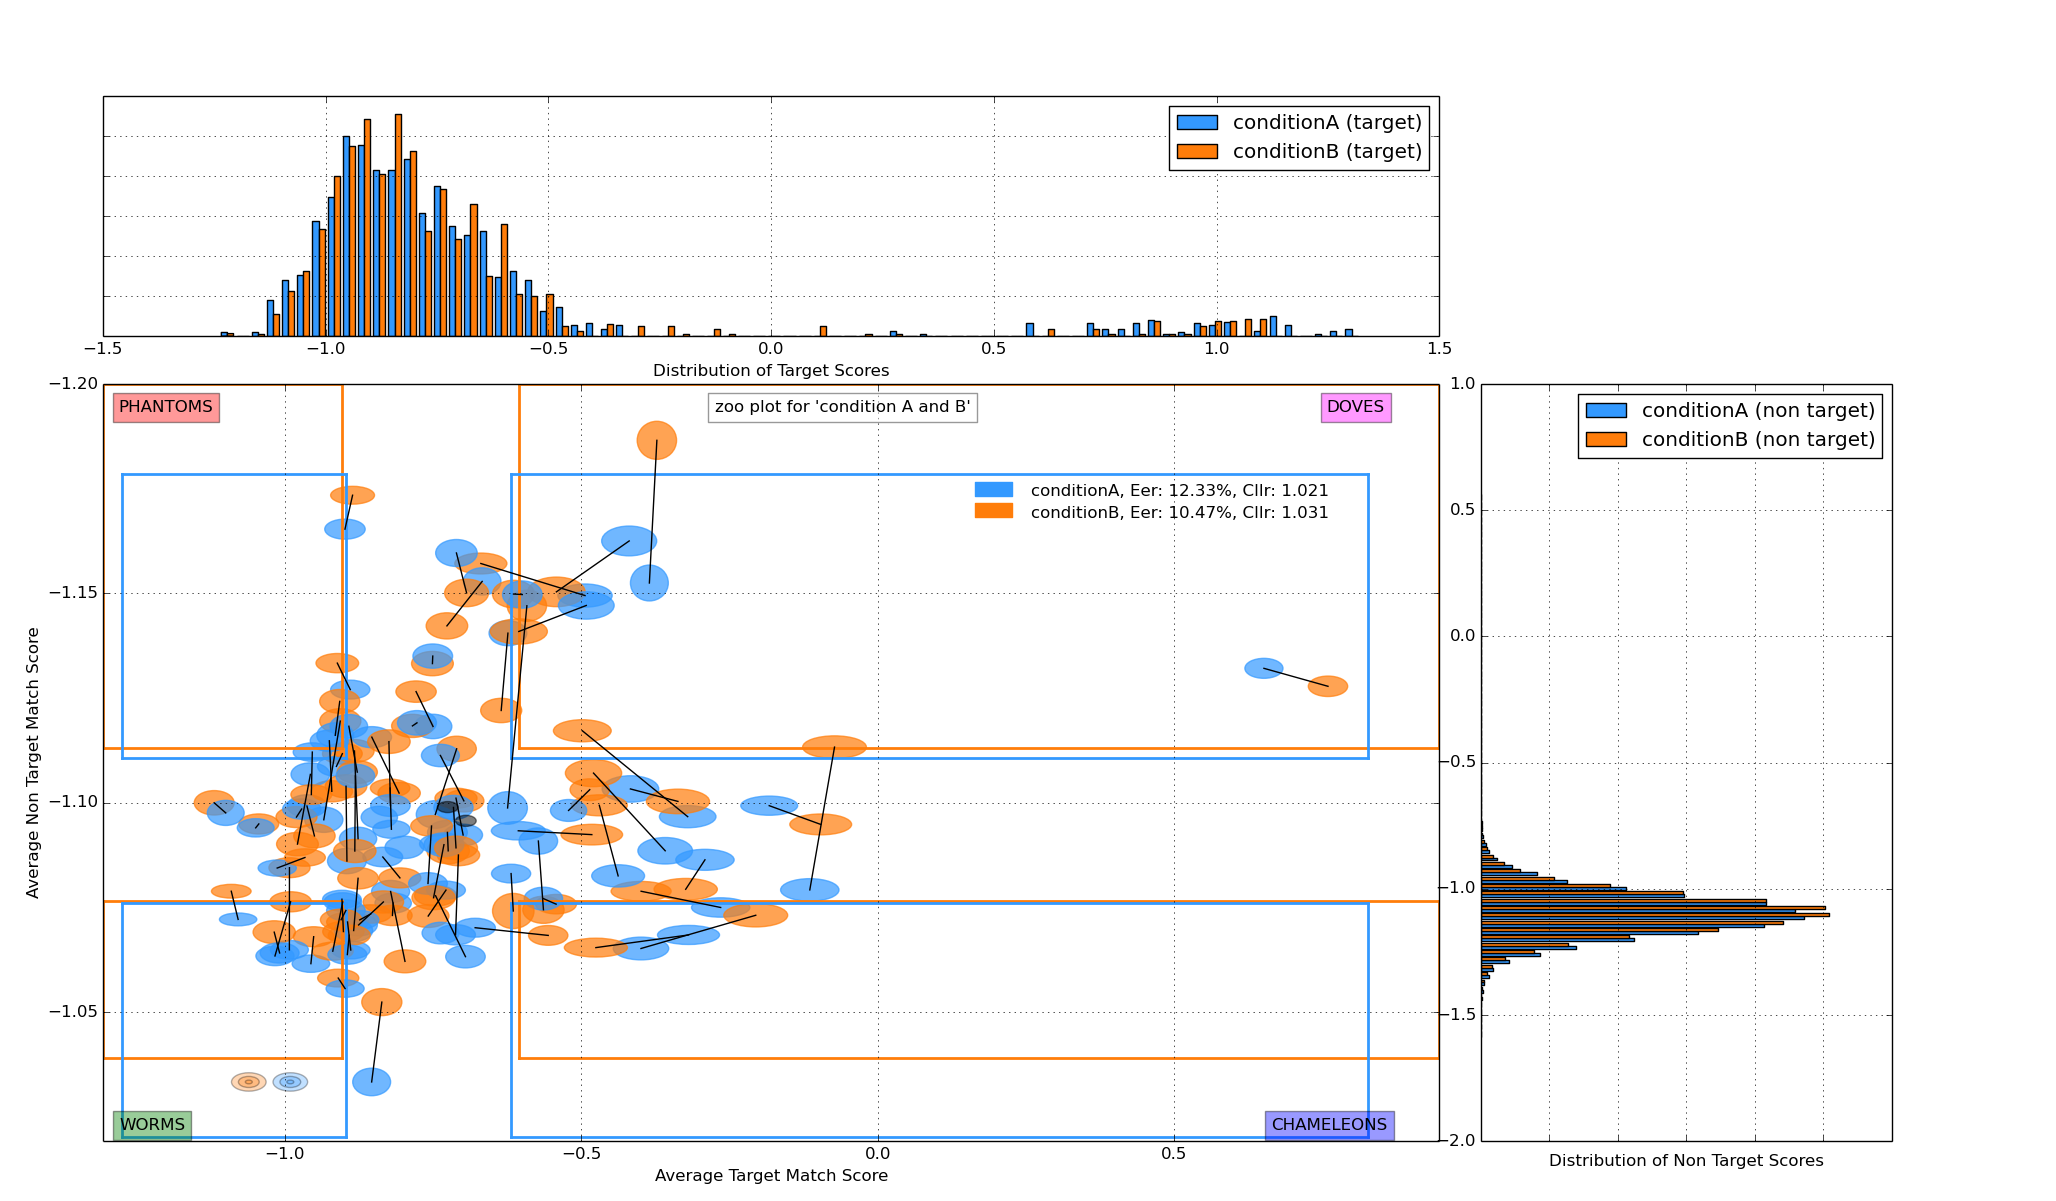 conditionA (target)
conditionB (target)
−1.5 −1.0 −0.5 0.0 0.5 1.0 1.5
Distribution of Target Scores
PHANTOMS
zoo plot for 'condition A and B'
DOVES
conditionA, Eer: 12.33%, Cllr: 1.021
conditionB, Eer: 10.47%, Cllr: 1.031
WORMS
CHAMELEONS
−1.20
−1.15
−1.10
−1.05
Average Non Target Match Score
−1.0 −0.5 0.0 0.5
Average Target Match Score
conditionA (non target)
conditionB (non target)
1.0
0.5
0.0
−0.5
−1.0
−1.5
−2.0
Distribution of Non Target Scores